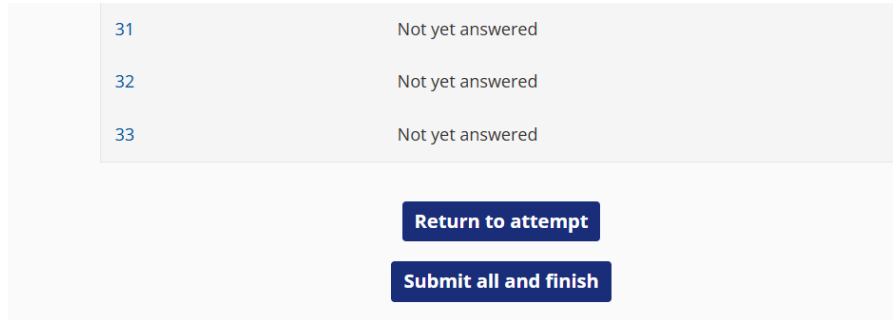 31 Not yet answered
32 Not yet answered
33 Not yet answered
Return to attempt
Submit all and finish